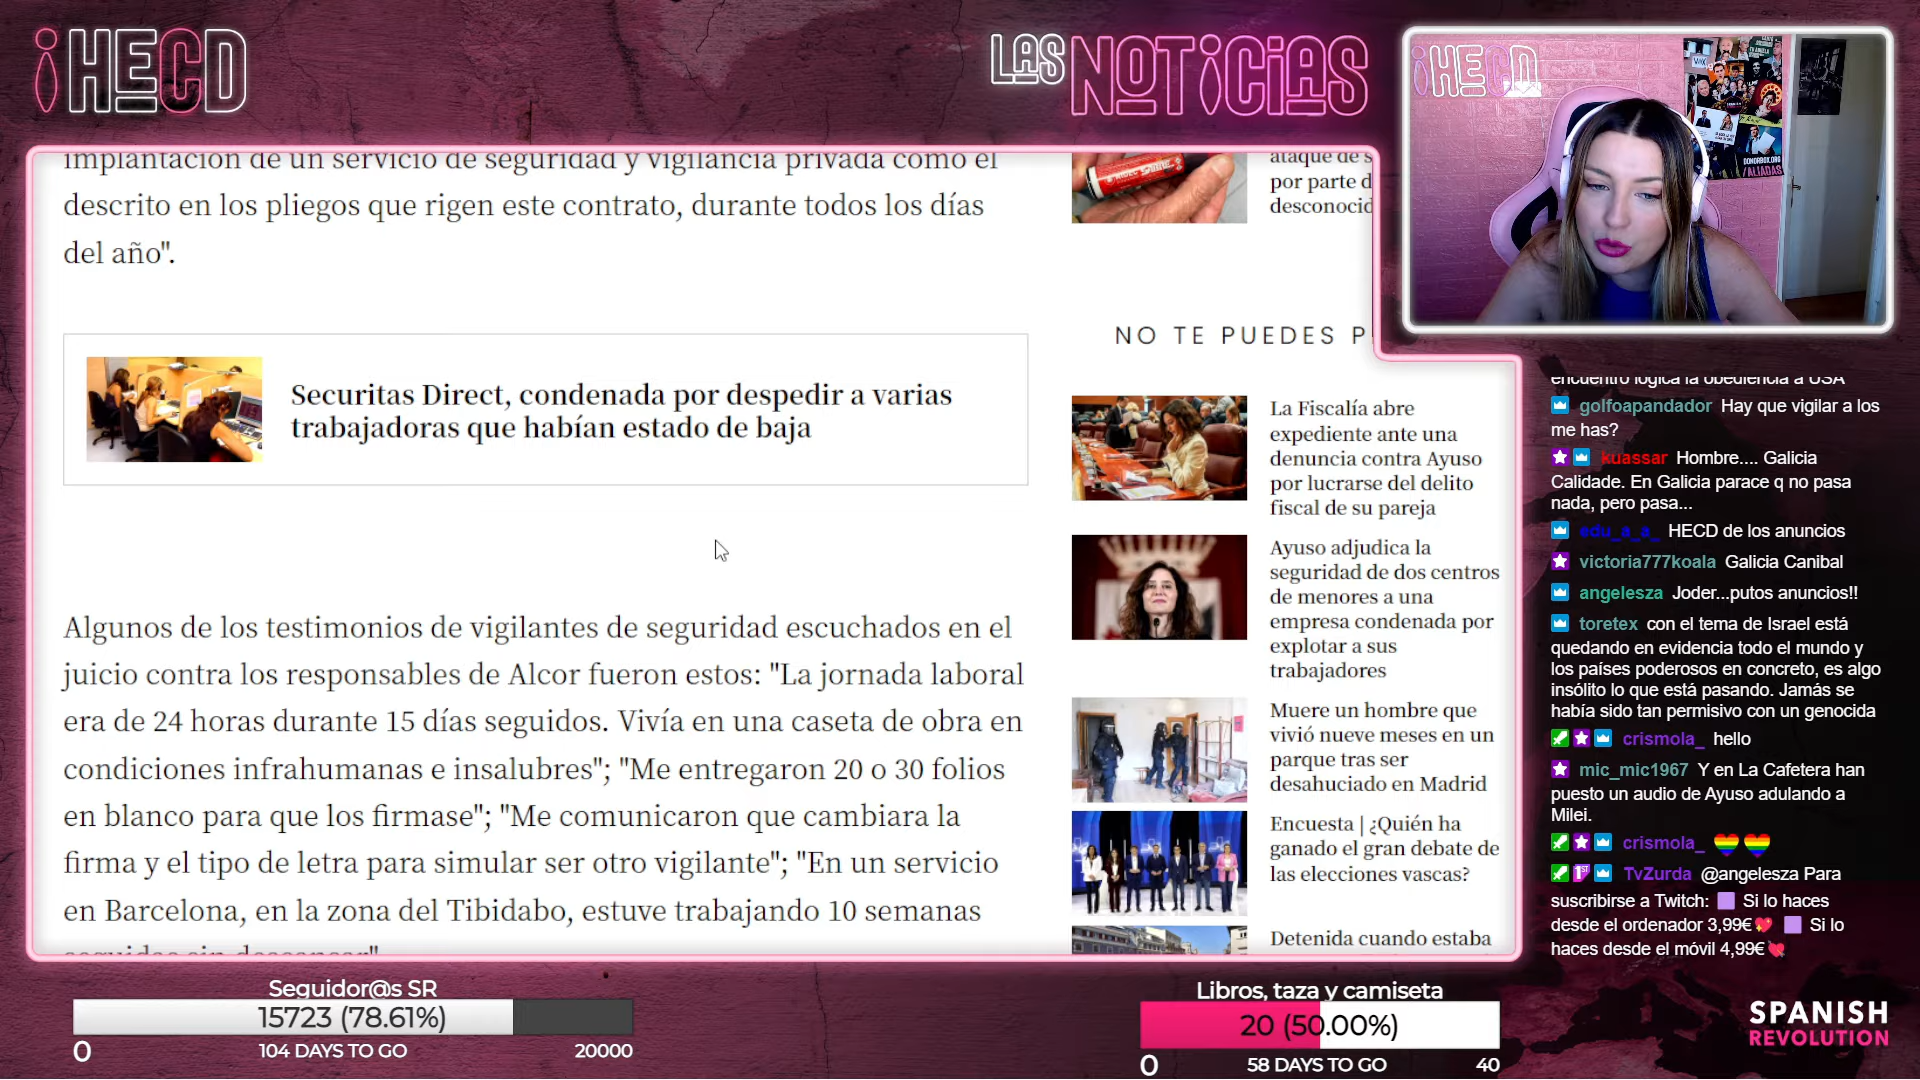 ¡HECD
LAS NOTICIAS
¡HECD
implantación de un servicio de seguridad y vigilancia privada como el
descrito en los pliegos que rigen este contrato, durante todos los días
del año".
Securitas Direct, condenada por despedir a varias
trabajadoras que habían estado de baja
Algunos de los testimonios de vigilantes de seguridad escuchados en el
juicio contra los responsables de Alcor fueron estos: "La jornada laboral
era de 24 horas durante 15 días seguidos. Vivía en una caseta de obra en
condiciones infrahumanas e insalubres"; "Me entregaron 20 o 30 folios
en blanco para que los firmase"; "Me comunicaron que cambiara la
firma y el tipo de letra para simular ser otro vigilante"; "En un servicio
en Barcelona, en la zona del Tibidabo, estuve trabajando 10 semanas
seguidas sin descansar"
ataque de s
por parte d
desconocid
NO TE PUEDES P
La Fiscalía abre
expediente ante una
denuncia contra Ayuso
por lucrarse del delito
fiscal de su pareja
Ayuso adjudica la
seguridad de dos centros
de menores a una
empresa condenada por
explotar a sus
trabajadores
Muere un hombre que
vivió nueve meses en un
parque tras ser
desahuciado en Madrid
Encuesta | ¿Quién ha
ganado el gran debate de
las elecciones vascas?
Detenida cuando estaba
DONORBOX.ORG
/ALIADAS
encuentro lógica la obediencia a USA
golfoapandador Hay que vigilar a los
me has?
kuassar Hombre.... Galicia
Calidade. En Galicia parace q no pasa
nada, pero pasa...
edu_a_a_ HECD de los anuncios
victoria777koala Galicia Canibal
angelesza Joder...putos anuncios!!
toretex con el tema de Israel está
quedando en evidencia todo el mundo y
los países poderosos en concreto, es algo
insólito lo que está pasando. Jamás se
había sido tan permisivo con un genocida
crismola_ hello
mic_mic1967 Y en La Cafetera han
puesto un audio de Ayuso adulando a
Milei.
crismola_
TvZurda @angelesza Para
suscribirse a Twitch: Si lo haces
desde el ordenador 3,99€ Si lo
haces desde el móvil 4,99€
Seguidor@s SR
15723 (78.61%)
0 104 DAYS TO GO 20000
Libros, taza y camiseta
20 (50.00%)
0 58 DAYS TO GO 40
SPANISH
REVOLUTION